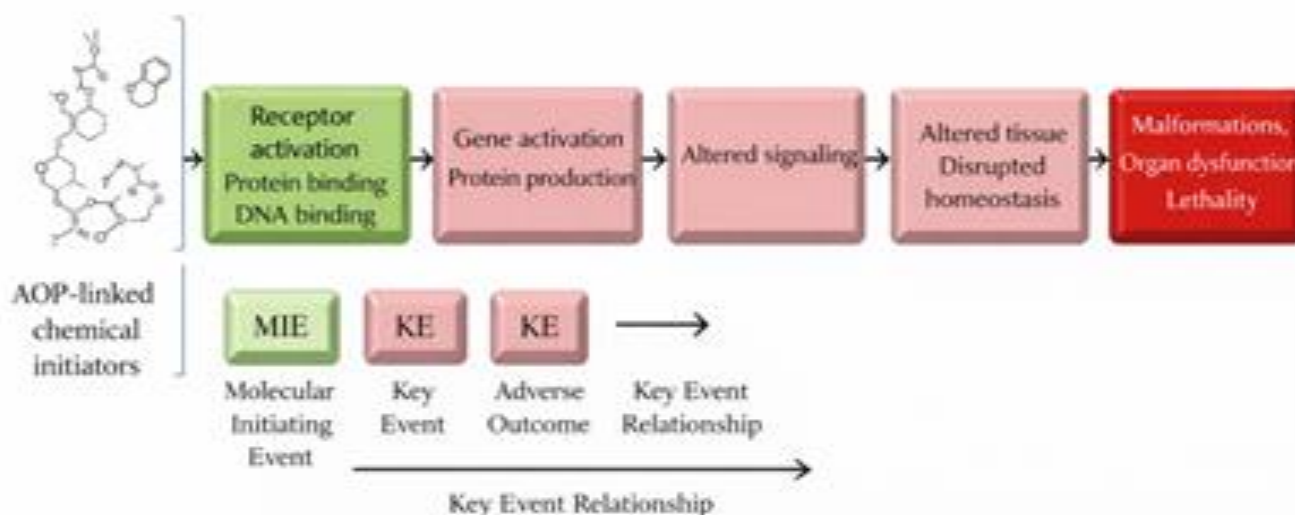 Receptor
activation
Protein binding
DNA binding
Gene activation
Protein production
Altered signaling
Altered tissue
Disrupted
homeostasis
Malformations,
Organ dysfunction
Lethality
AOP-linked
chemical
initiators
MIE
KE
KE
Molecular
Initiating
Event
Key
Event
Adverse
Outcome
Key Event
Relationship
Key Event Relationship